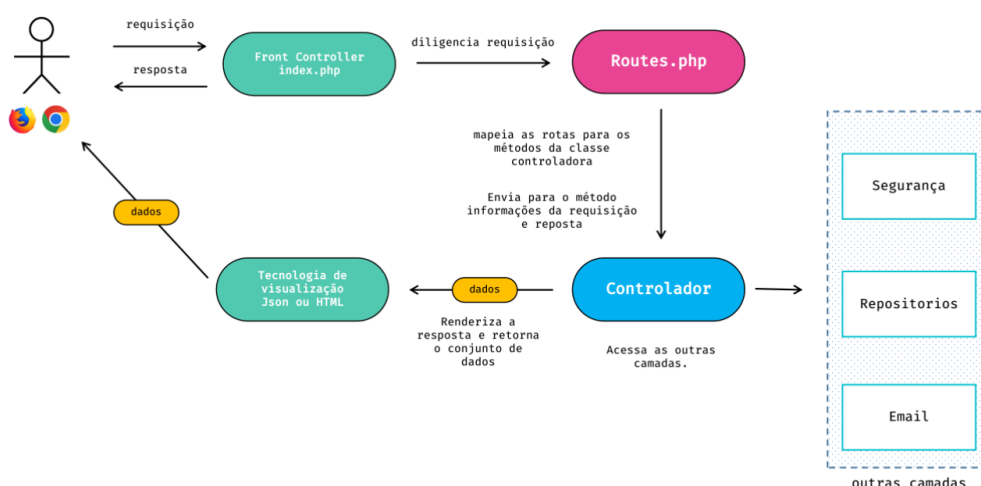 requisição
resposta
Front Controller
index.php
diligencia requisição
Routes.php
mapeia as rotas para os
métodos da classe
controladora
Envia para o método
informações da requisição
e reposta
Segurança
Repositorios
Email
outras camadas
Controlador
Acessa as outras
camadas.
dados
Renderiza a
resposta e retorna
o conjunto de
dados
Tecnologia de
visualização
Json ou HTML
dados